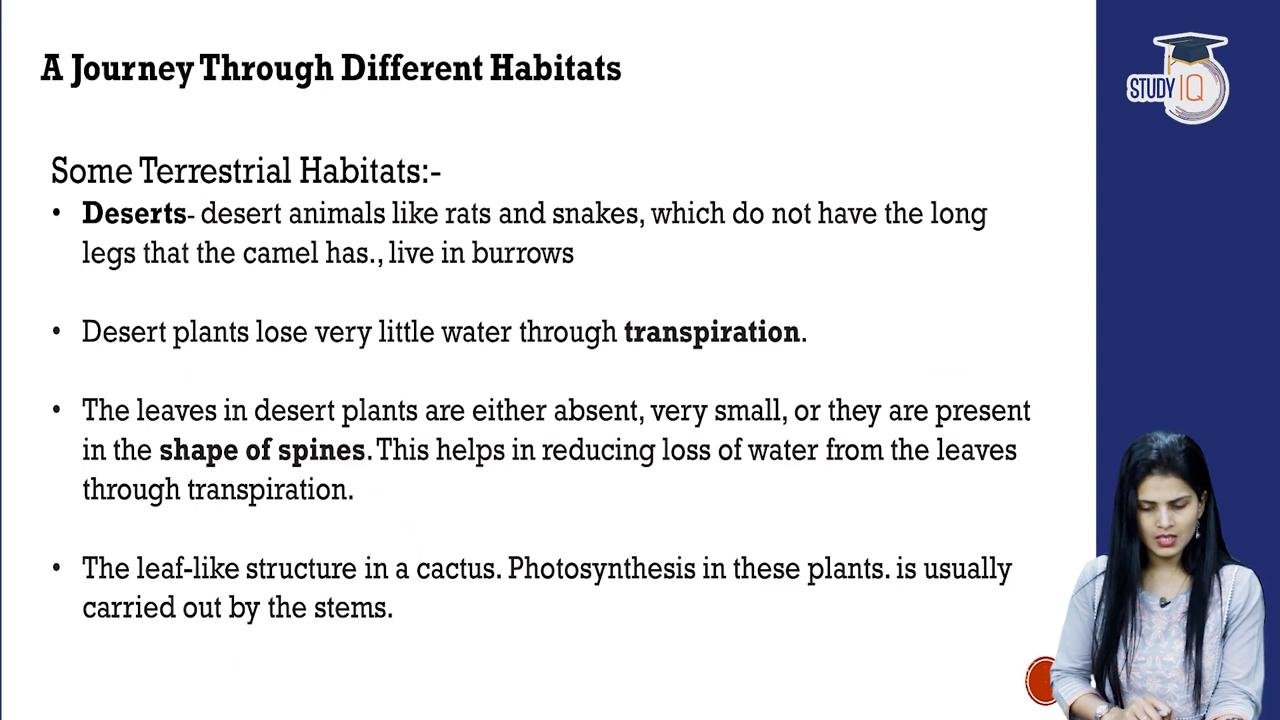 A Journey Through Different Habitats
STUDY IQ
Some Terrestrial Habitats:-
• Deserts- desert animals like rats and snakes, which do not have the long
legs that the camel has., live in burrows
• Desert plants lose very little water through transpiration.
• The leaves in desert plants are either absent, very small, or they are present
in the shape of spines. This helps in reducing loss of water from the leaves
through transpiration.
• The leaf-like structure in a cactus. Photosynthesis in these plants. is usually
carried out by the stems.